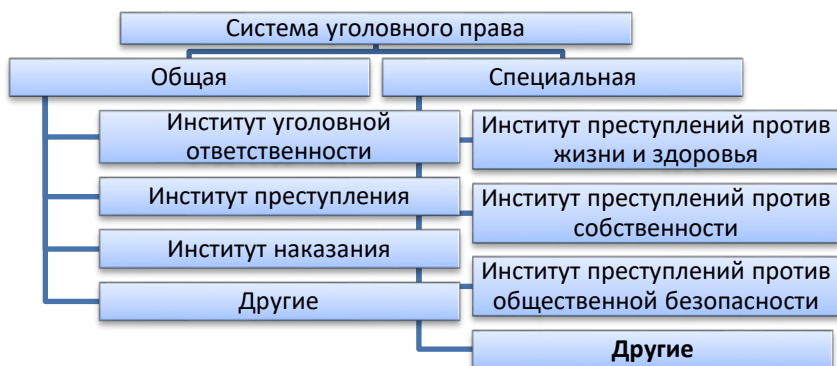 Система уголовного права
Общая
Специальная
Институт уголовной
ответственности
Институт преступления
Институт наказания
Другие
Институт преступлений против
жизни и здоровья
Институт преступлений против
собственности
Институт преступлений против
общественной безопасности
Другие